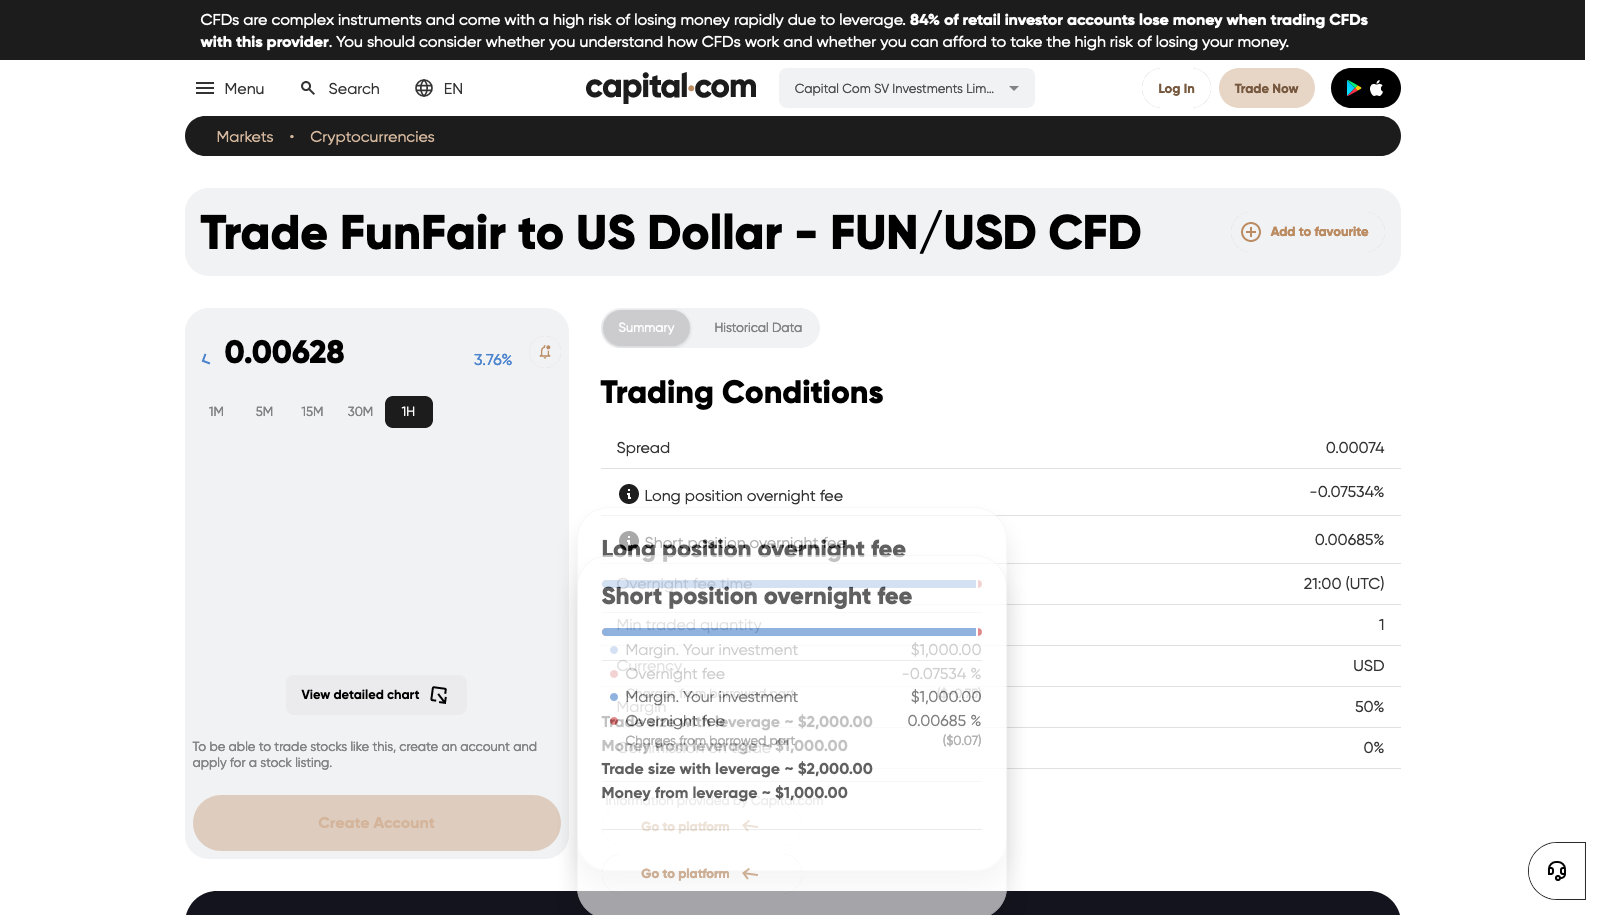 CFDs are complex instruments and come with a high risk of losing money rapidly due to leverage. 84% of retail investor accounts lose money when trading CFDs
with this provider. You should consider whether you understand how CFDs work and whether you can afford to take the high risk of losing your money.
Menu
Search
EN
capital.com
Capital Com SV Investments Lim...
Log In
Trade Now
Markets • Cryptocurrencies
Trade FunFair to US Dollar - FUN/USD CFD
Add to favourite
0.00628
3.76%
1M 5M 15M 30M 1H
View detailed chart
To be able to trade stocks like this, create an account and
apply for a stock listing.
Create Account
Summary
Historical Data
Trading Conditions
Spread 0.00074
Long position overnight fee -0.07534%
Short position overnight fee 0.00685%
Overnight fee time 21:00 (UTC)
Min traded quantity 1
Currency USD
Margin 50%
Commission on trade 0%
Information provided by Capital.com
Long position overnight fee
Margin. Your investment $1,000.00
Overnight fee -0.07534 %
Trade size with leverage ~ $2,000.00
Money from leverage ~ $1,000.00
Go to platform
Short position overnight fee
Margin. Your investment $1,000.00
Overnight fee 0.00685 %
Charges from borrowed part ($0.07)
Trade size with leverage ~ $2,000.00
Money from leverage ~ $1,000.00
Go to platform